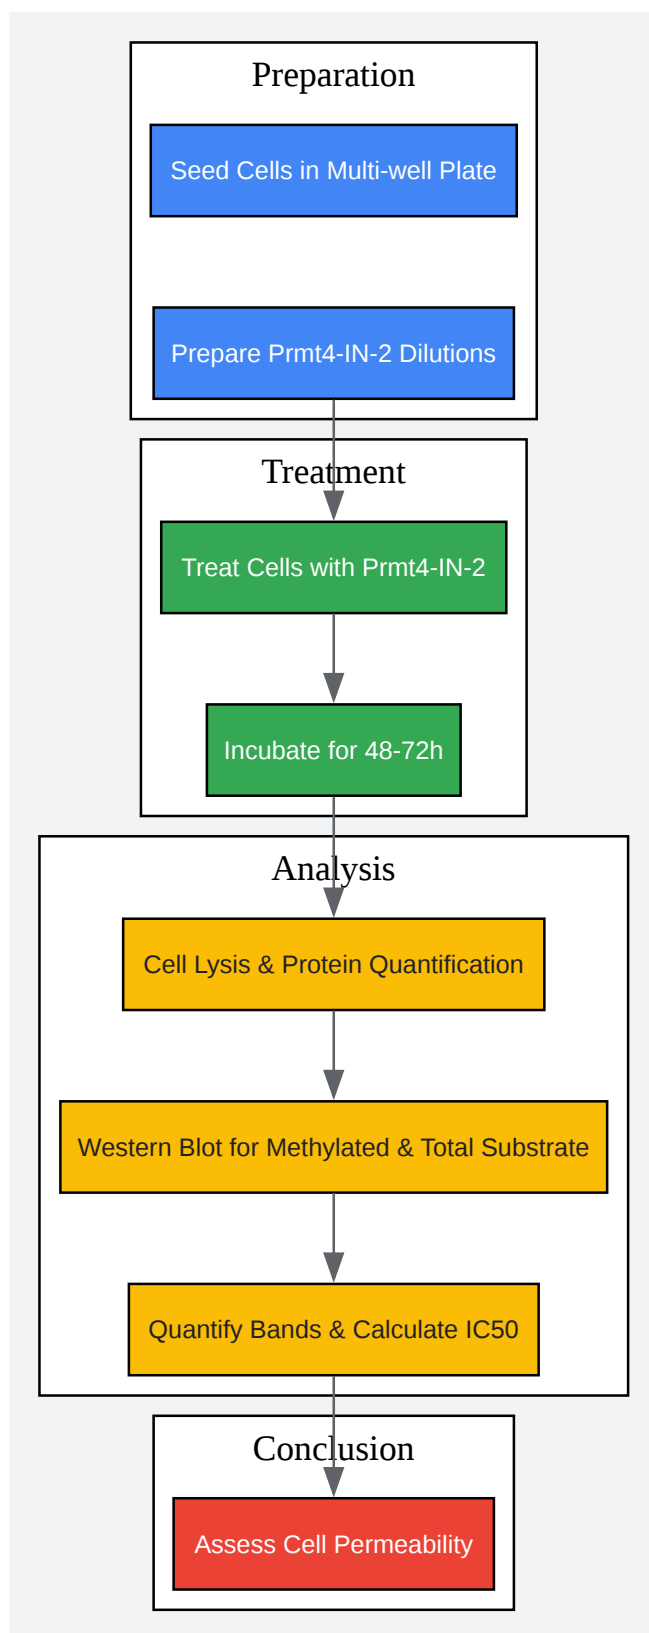 Preparation
Seed Cells in Multi-well Plate
Prepare Prmt4-IN-2 Dilutions
Treatment
Treat Cells with Prmt4-IN-2
Incubate for 48-72h
Analysis
Cell Lysis & Protein Quantification
Western Blot for Methylated & Total Substrate
Quantify Bands & Calculate IC50
Conclusion
Assess Cell Permeability